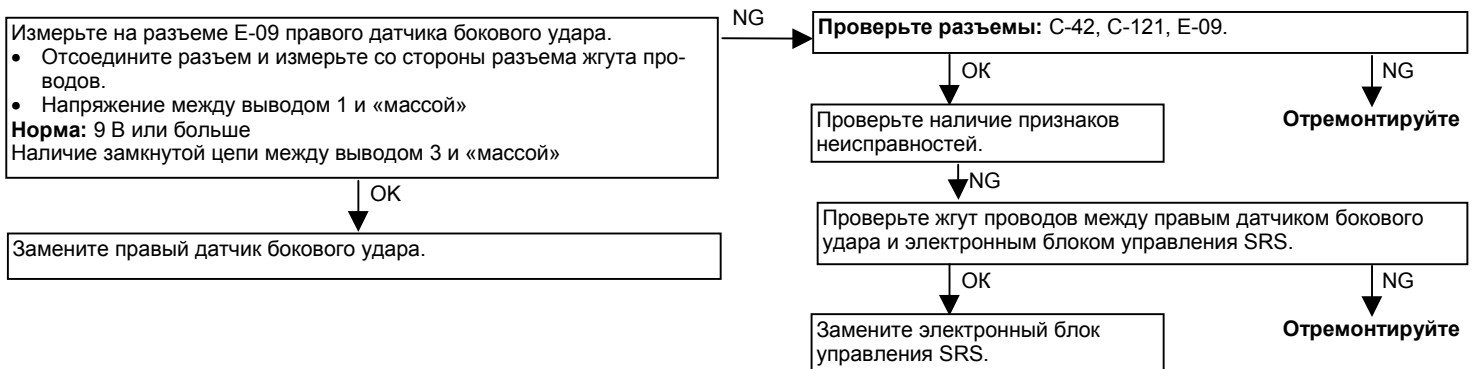 Измерьте на разъеме E-09 правого датчика бокового удара.
• Отсоедините разъем и измерьте со стороны разъема жгута про-
водов.
• Напряжение между выводом 1 и «массой»
Норма: 9 В или больше
Наличие замкнутой цепи между выводом 3 и «массой»
NG
Проверьте разъемы: C-42, C-121, E-09.
OK
Замените правый датчик бокового удара.
ОК
NG
Проверьте наличие признаков
неисправностей.
Отремонтируйте
NG
Проверьте жгут проводов между правым датчиком бокового
удара и электронным блоком управления SRS.
ОК
NG
Замените электронный блок
управления SRS.
Отремонтируйте